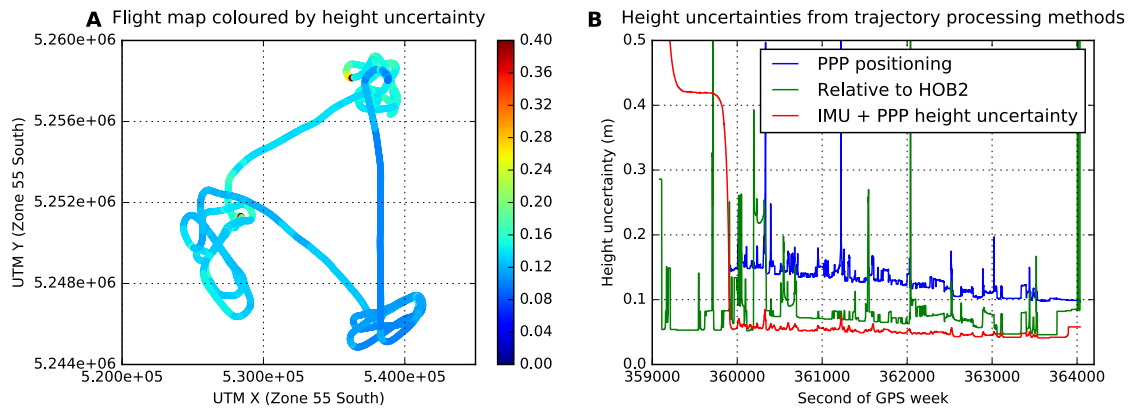 A Flight map coloured by height uncertainty
5.260e+06
5.256e+06
5.252e+06
5.248e+06
5.244e+06
UTM Y (Zone 55 South)
5.200e+05 5.300e+05 5.400e+05
UTM X (Zone 55 South)
0.40
0.36
0.32
0.28
0.24
0.20
0.16
0.12
0.08
0.04
0.00
B Height uncertainties from trajectory processing methods
0.5
0.4
0.3
0.2
0.1
0.0
Height uncertainty (m)
PPP positioning
Relative to HOB2
IMU + PPP height uncertainty
359000 360000 361000 362000 363000 364000
Second of GPS week